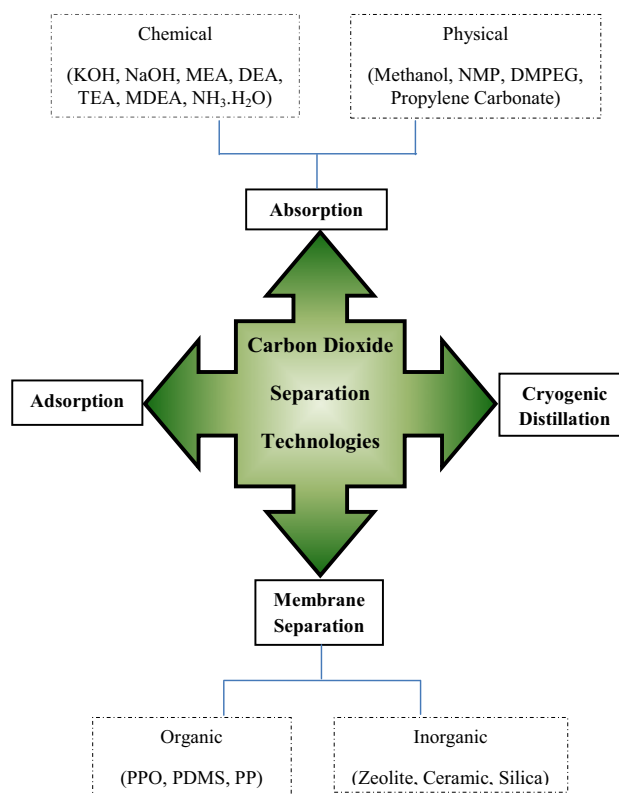 Chemical
(KOH, NaOH, MEA, DEA,
TEA, MDEA, NH₃.H₂O)
Physical
(Methanol, NMP, DMPEG,
Propylene Carbonate)
Absorption
Carbon Dioxide
Separation
Technologies
Adsorption
Cryogenic
Distillation
Membrane
Separation
Organic
(PPO, PDMS, PP)
Inorganic
(Zeolite, Ceramic, Silica)